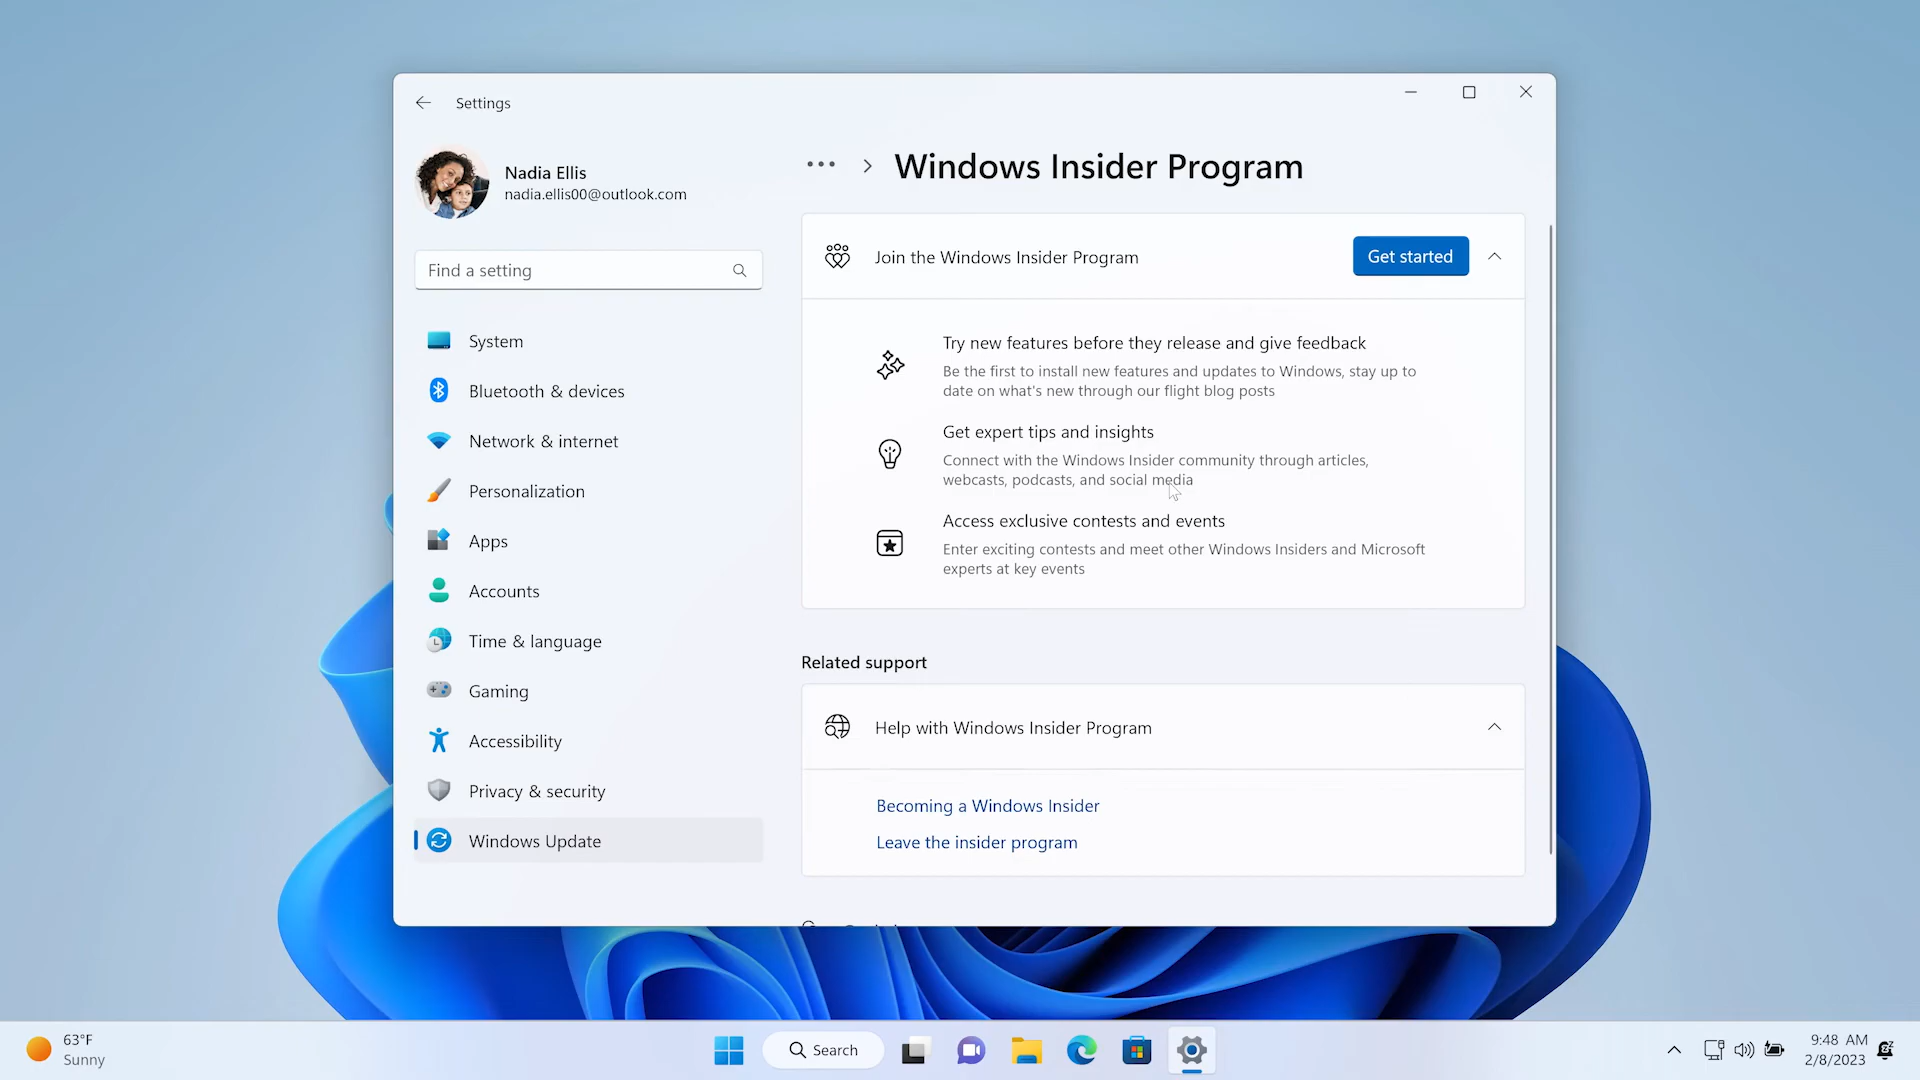 Settings
Nadia Ellis
nadia.ellis00@outlook.com
Find a setting
System
Bluetooth & devices
Network & internet
Personalization
Apps
Accounts
Time & language
Gaming
Accessibility
Privacy & security
Windows Update
Windows Insider Program
Join the Windows Insider Program
Get started
Try new features before they release and give feedback
Be the first to install new features and updates to Windows, stay up to
date on what's new through our flight blog posts
Get expert tips and insights
Connect with the Windows Insider community through articles,
webcasts, podcasts, and social media
Access exclusive contests and events
Enter exciting contests and meet other Windows Insiders and Microsoft
experts at key events
Related support
Help with Windows Insider Program
Becoming a Windows Insider
Leave the insider program
63°F
Sunny
Search
9:48 AM
2/8/2023